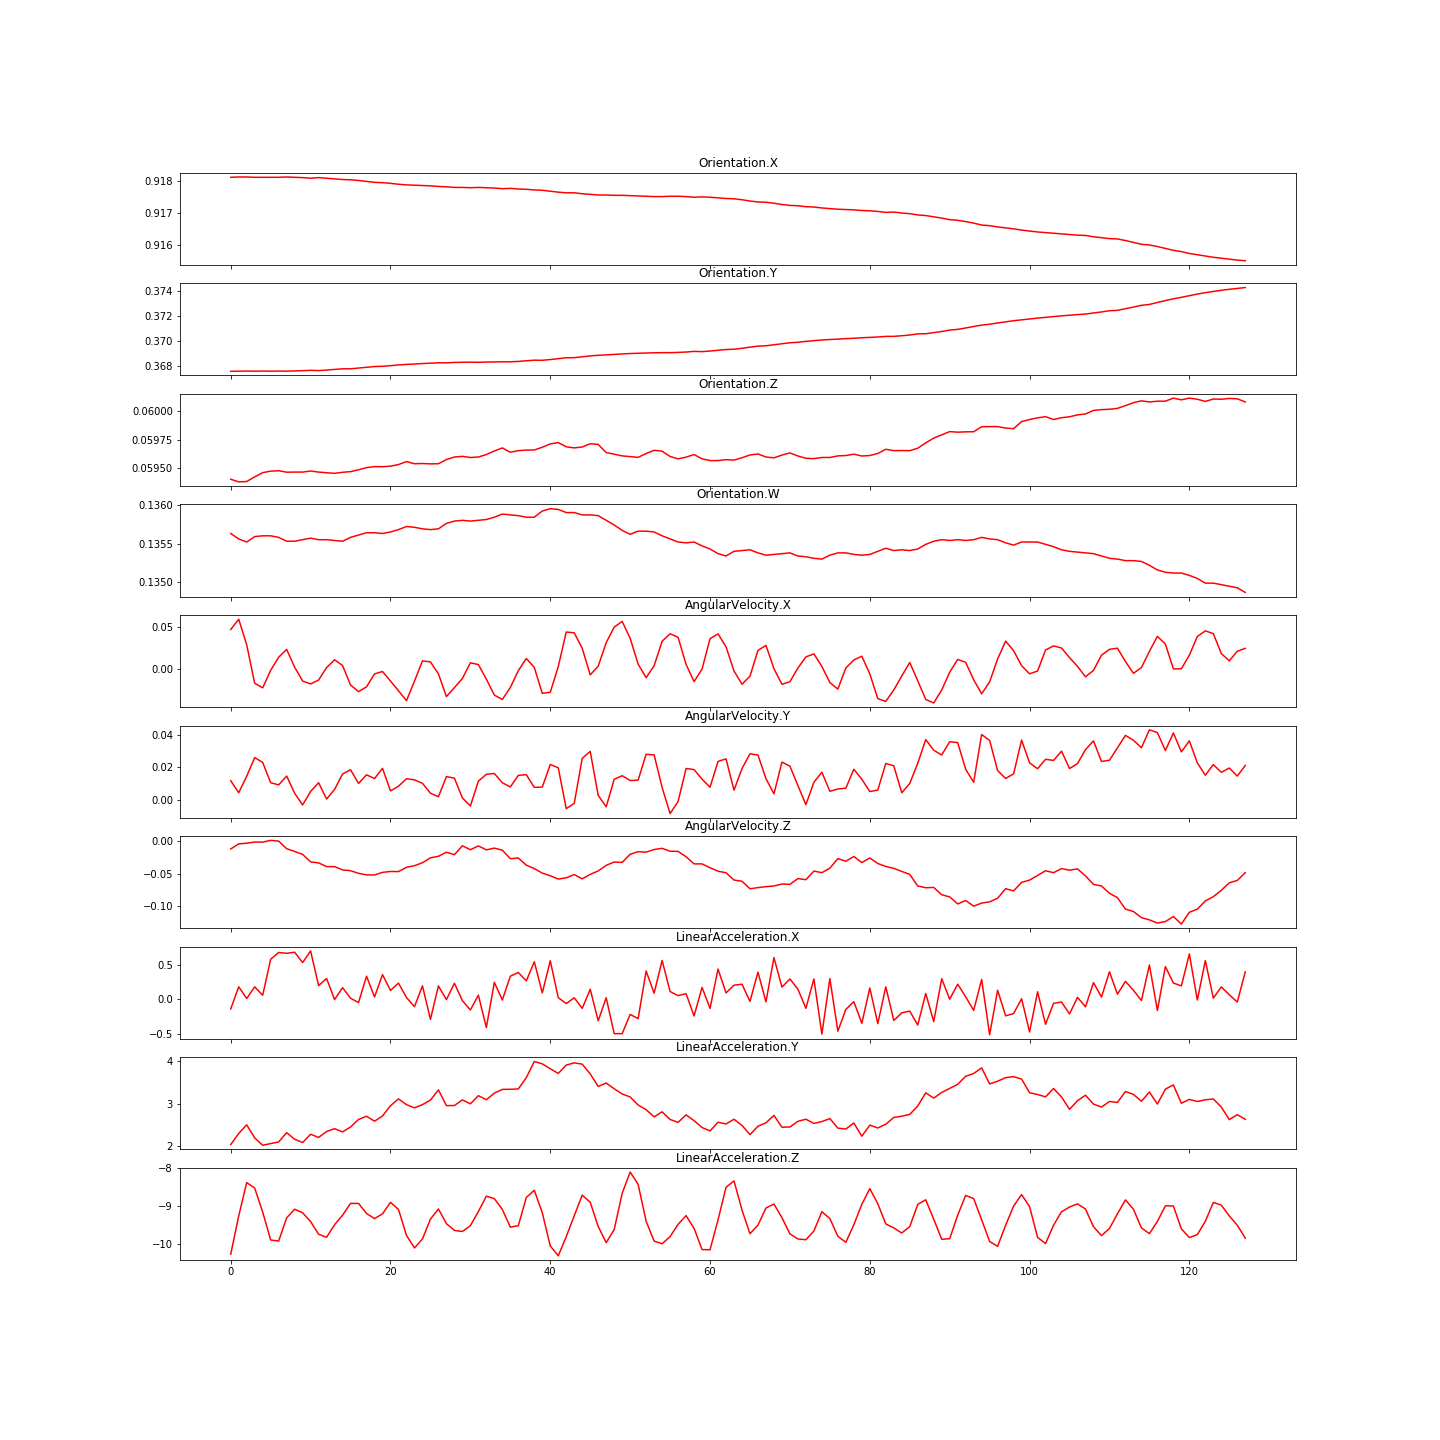 Orientation.X
0.918
0.917
0.916
Orientation.Y
0.374
0.372
0.370
0.368
Orientation.Z
0.06000
0.05975
0.05950
Orientation.W
0.1360
0.1355
0.1350
AngularVelocity.X
0.05
0.00
AngularVelocity.Y
0.04
0.02
0.00
AngularVelocity.Z
0.00
−0.05
−0.10
LinearAcceleration.X
0.5
0.0
−0.5
LinearAcceleration.Y
4
3
2
LinearAcceleration.Z
−8
−9
−10
0 20 40 60 80 100 120